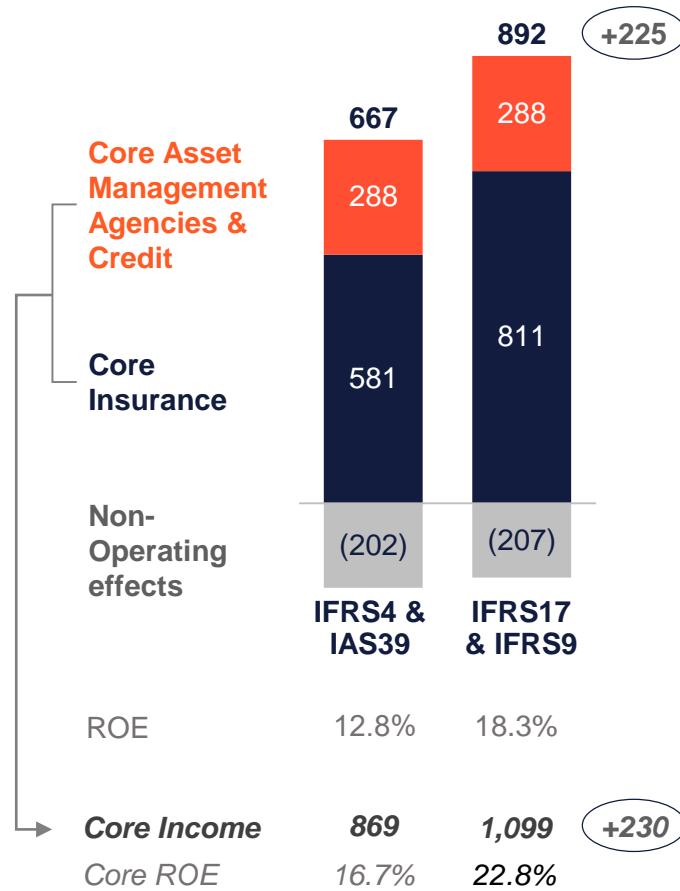 892 +225
667
Core Asset
Management
Agencies &
Credit
288
288
Core
Insurance
581
811
Non-
Operating
effects
(202)
(207)
IFRS4 &
IAS39
IFRS17
& IFRS9
ROE 12.8% 18.3%
Core Income 869 1,099 +230
Core ROE 16.7% 22.8%